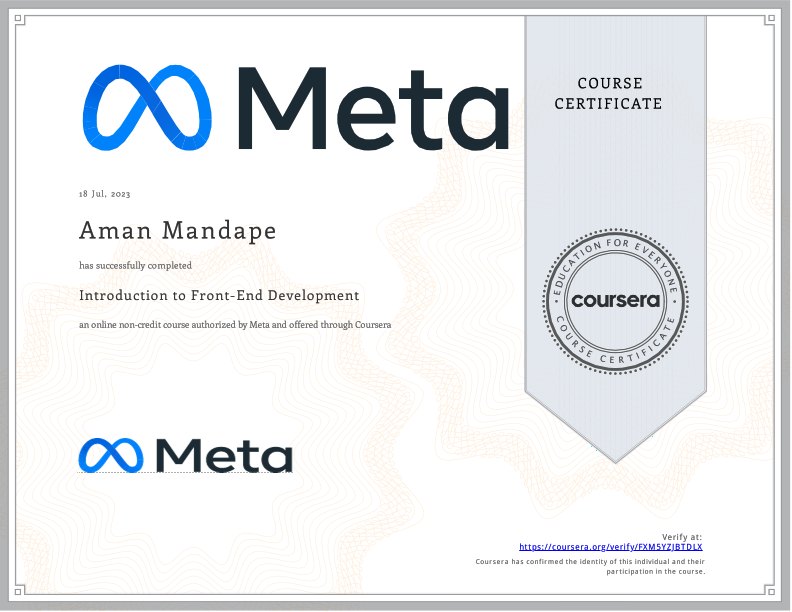 Meta
COURSE
CERTIFICATE
18 Jul, 2023
Aman Mandape
has successfully completed
Introduction to Front-End Development
an online non-credit course authorized by Meta and offered through Coursera
EDUCATION FOR EVERYONE
coursera
COURSE CERTIFICATE
Meta
Verify at:
https://coursera.org/verify/FXM5YZJBTDLX
Coursera has confirmed the identity of this individual and their
participation in the course.